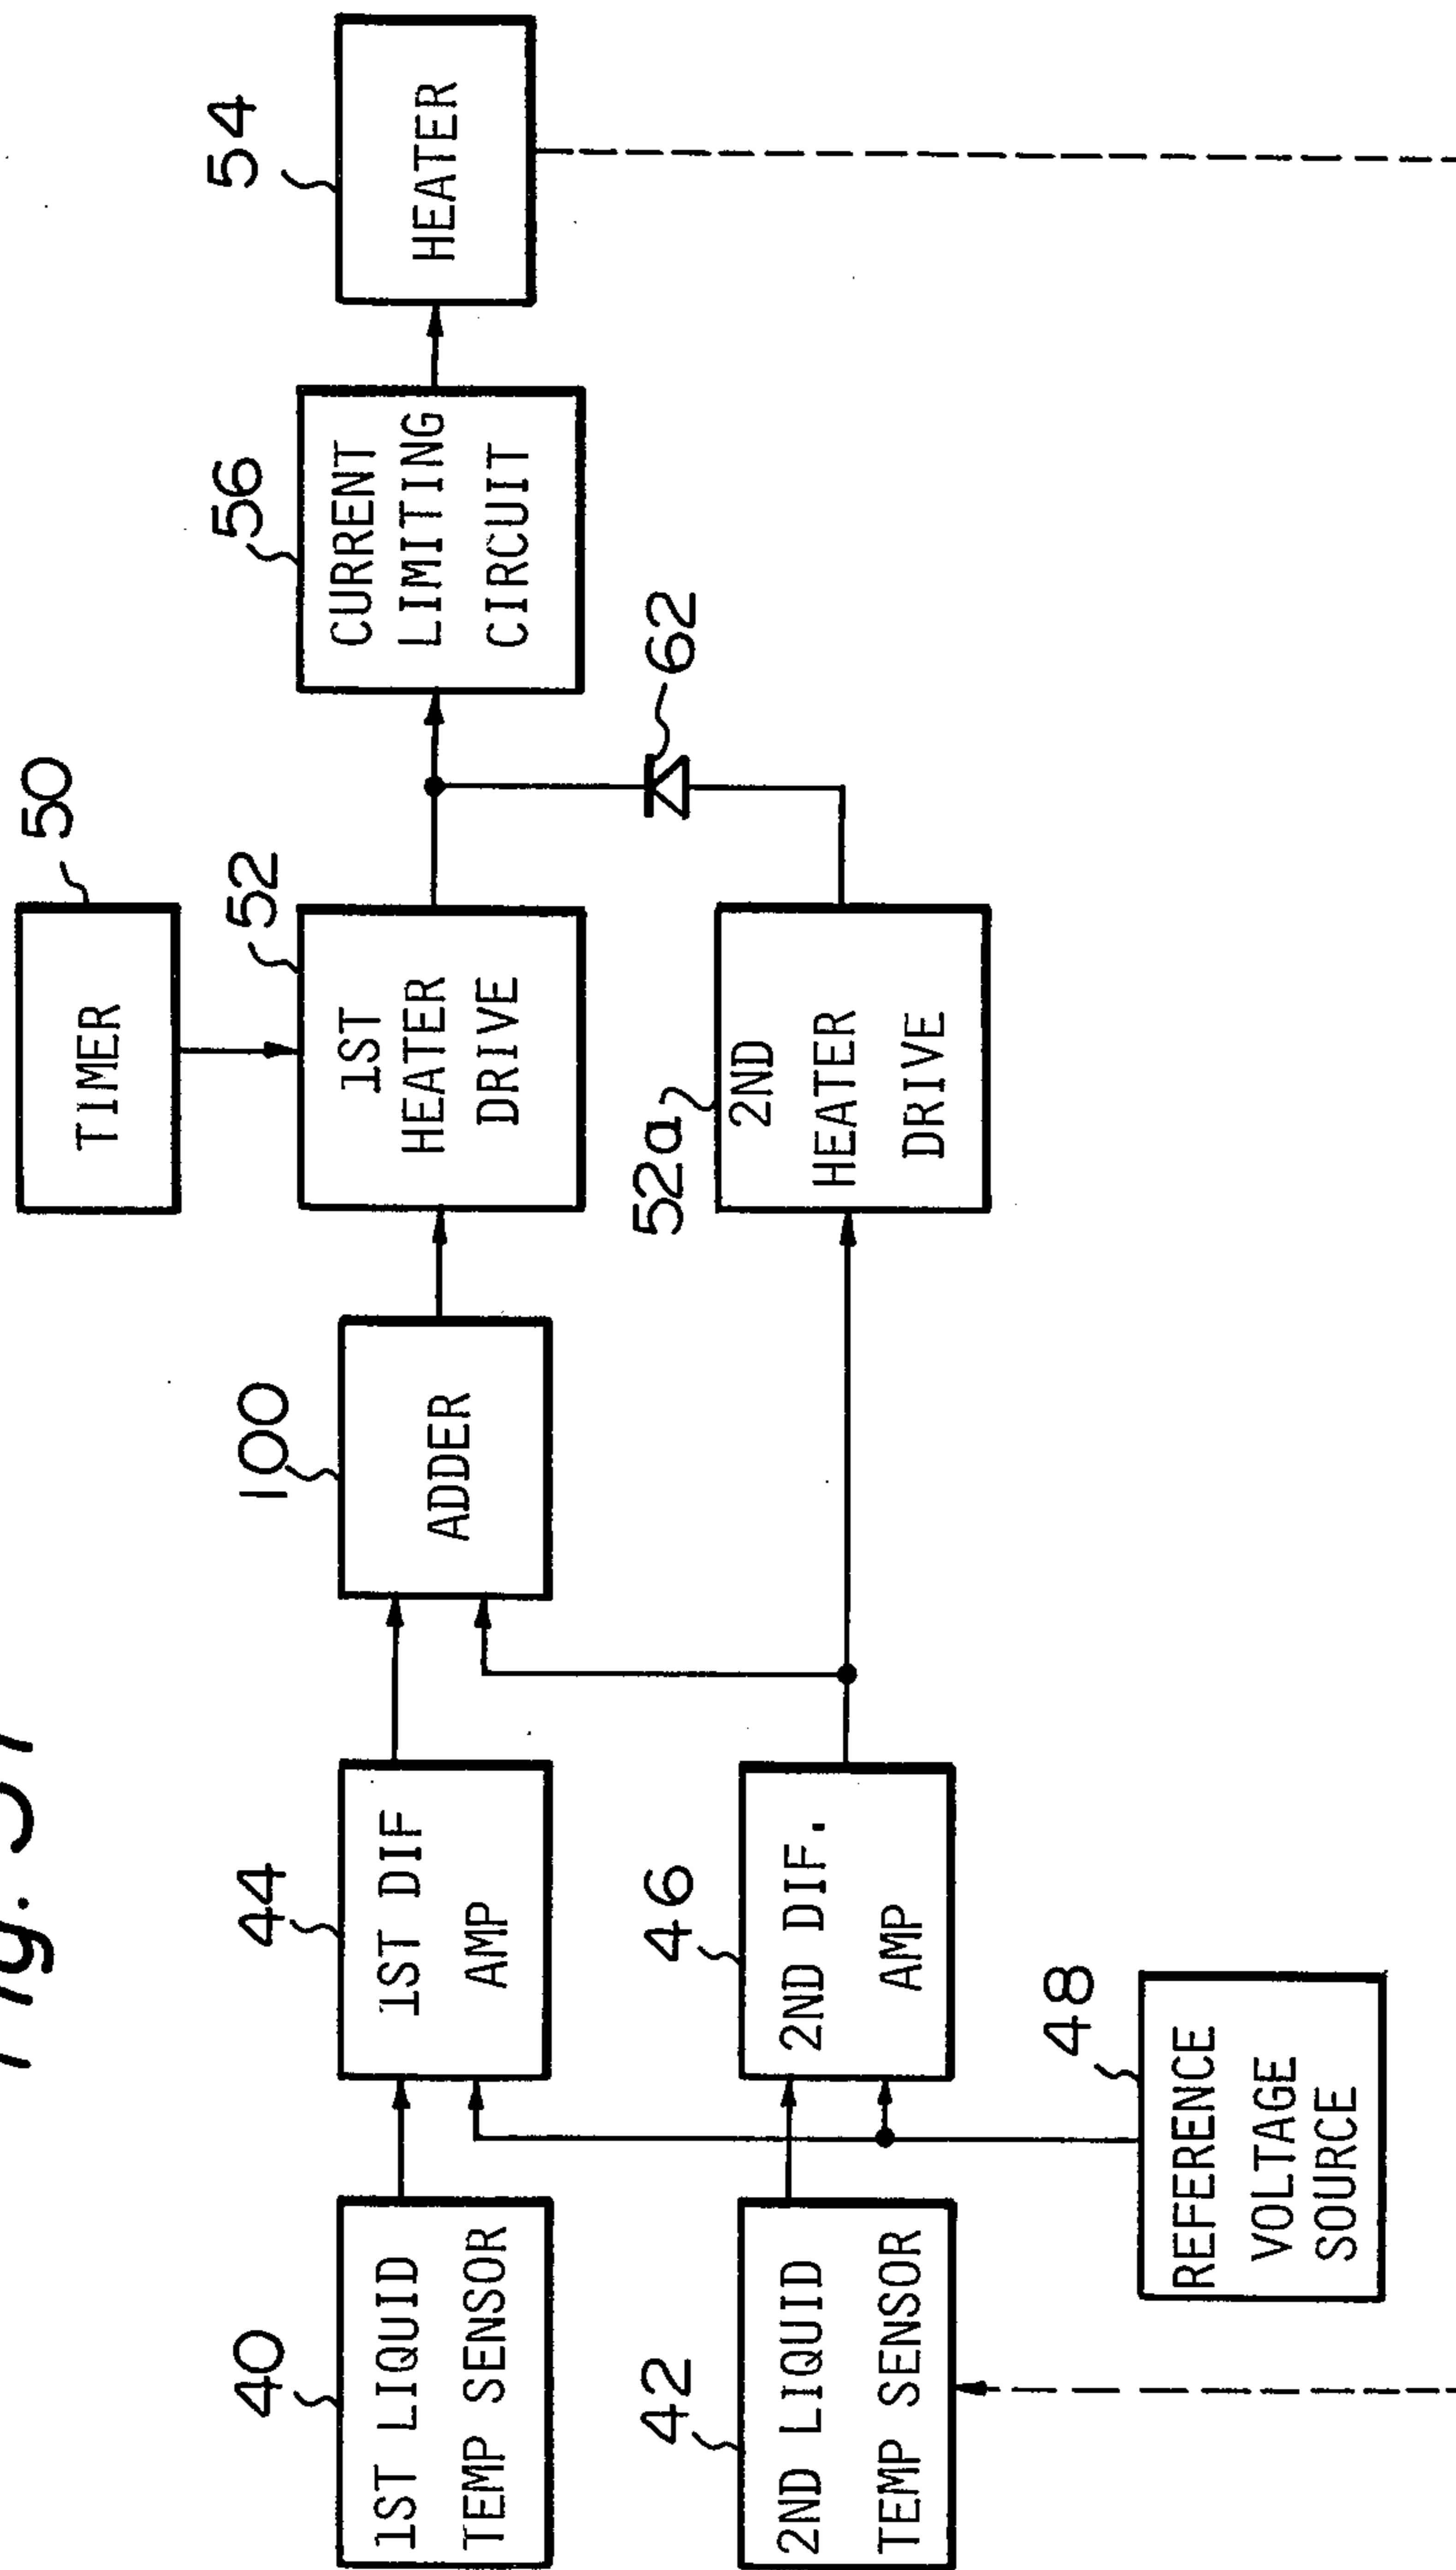 Fig. 31
40
1ST LIQUID
TEMP SENSOR
42
2ND LIQUID
TEMP SENSOR
44
1ST DIF
AMP
46
2ND DIF.
AMP
48
REFERENCE
VOLTAGE
SOURCE
100
ADDER
50
TIMER
52
1ST
HEATER
DRIVE
52a
2ND
HEATER
DRIVE
62
56
CURRENT
LIMITING
CIRCUIT
54
HEATER